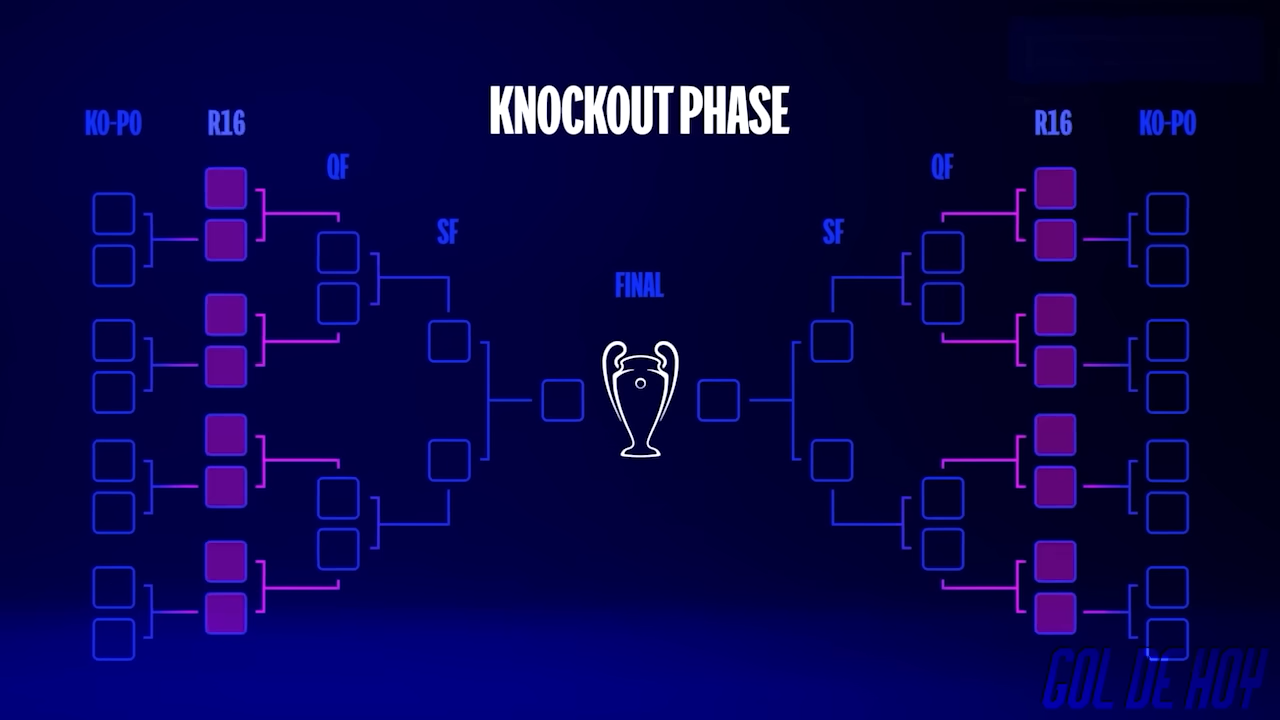 KNOCKOUT PHASE
KO-PO
R16
QF
SF
FINAL
SF
QF
R16
KO-PO
GOL DE HOY